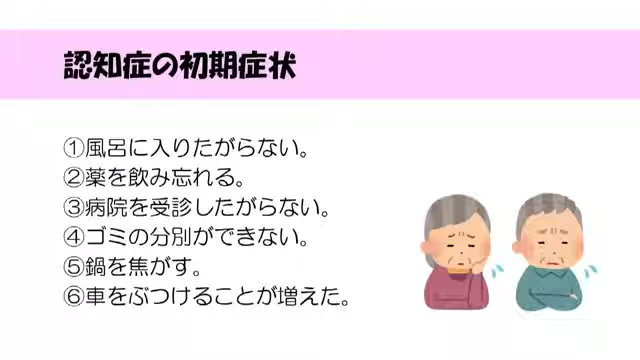 認知症の初期症状
①風呂に入りたがらない。
②薬を飲み忘れる。
③病院を受診したがらない。
④ゴミの分別ができない。
⑤鍋を焦がす。
⑥車をぶつけることが増えた。